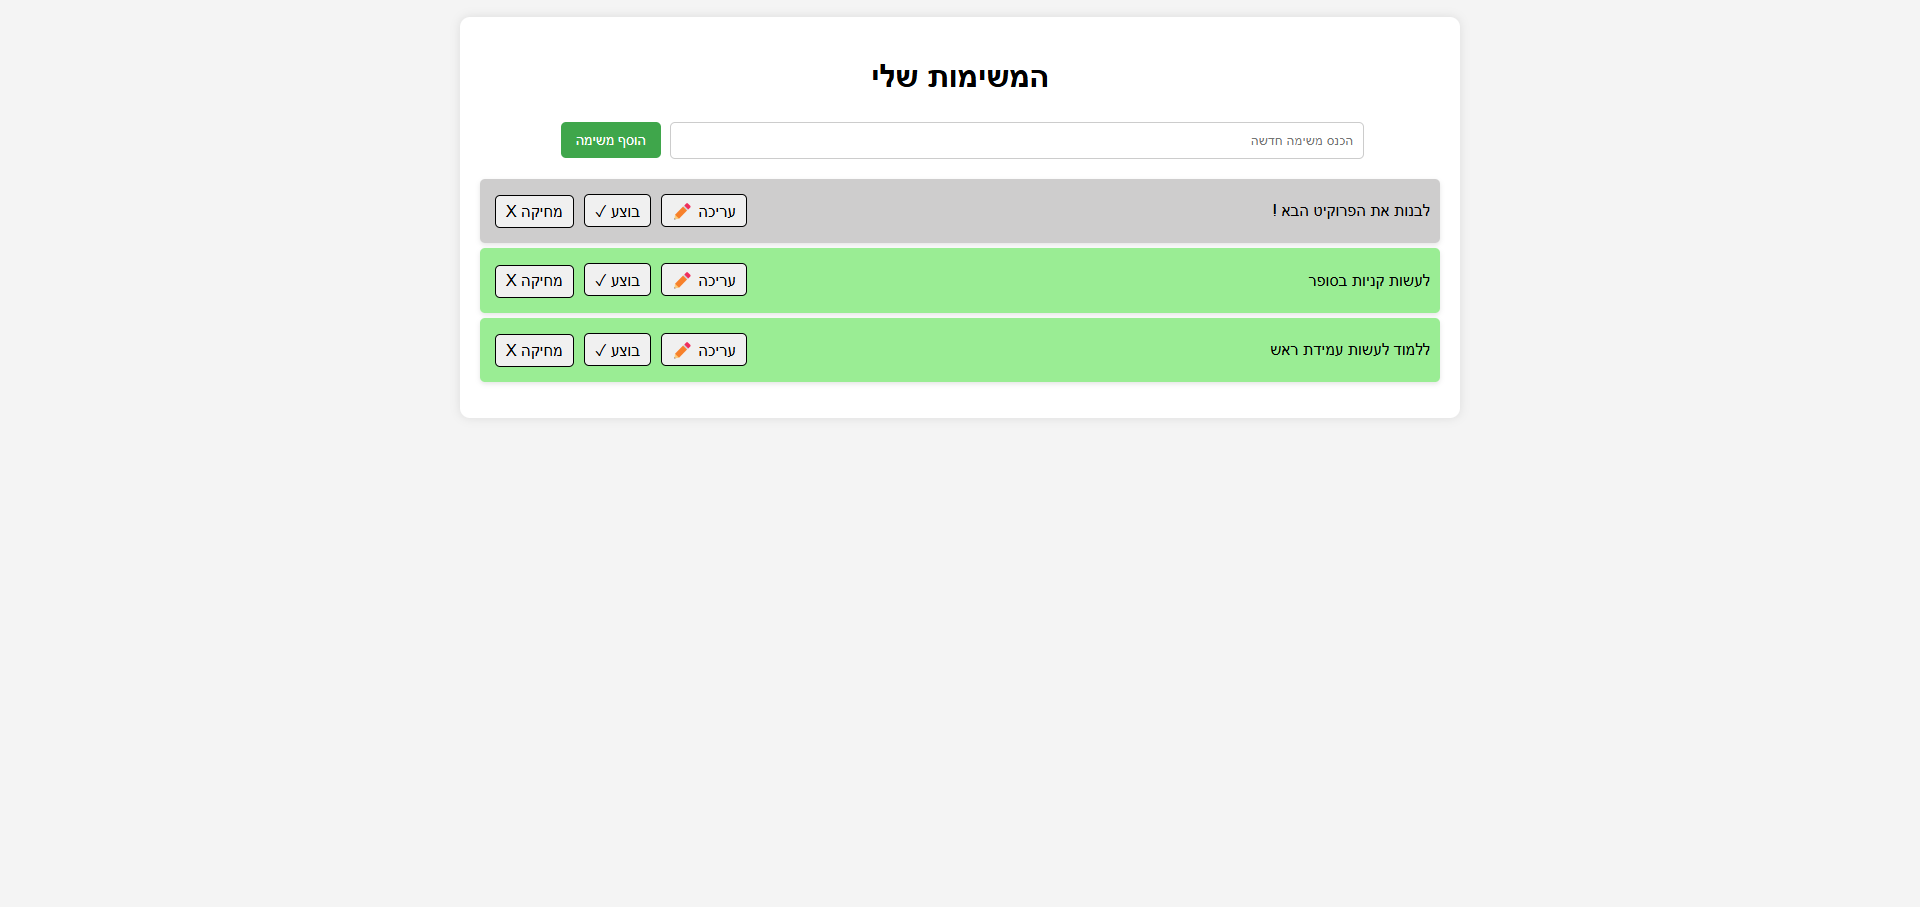 המשימות שלי
הכנס משימה חדשה הוסף משימה
לבנות את הפרוקיט הבא ! עריכה ✏️ בוצע ✓ מחיקה X
לעשות קניות בסופר עריכה ✏️ בוצע ✓ מחיקה X
ללמוד לעשות עמידת ראש עריכה ✏️ בוצע ✓ מחיקה X